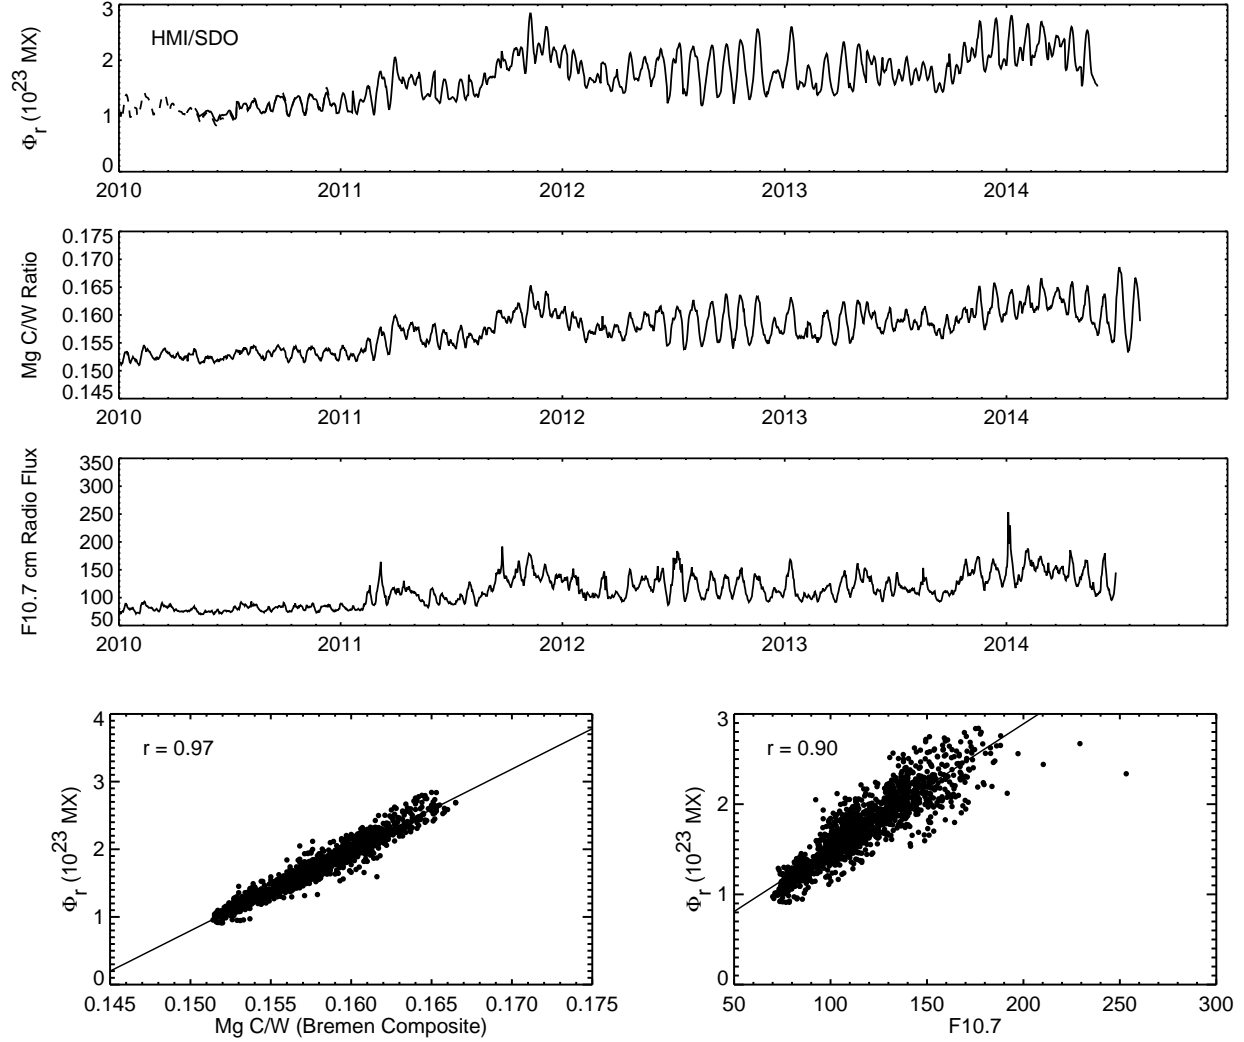 Φr (10^23 MX)
3
2
1
0
HMI/SDO
2010 2011 2012 2013 2014
Mg C/W Ratio
0.175
0.170
0.165
0.160
0.155
0.150
0.145
2010 2011 2012 2013 2014
F10.7 cm Radio Flux
350
300
250
200
150
100
50
2010 2011 2012 2013 2014
Φr (10^23 MX)
4
3
2
1
0
r = 0.97
0.145 0.150 0.155 0.160 0.165 0.170 0.175
Mg C/W (Bremen Composite)
Φr (10^23 MX)
3
2
1
0
r = 0.90
50 100 150 200 250 300
F10.7